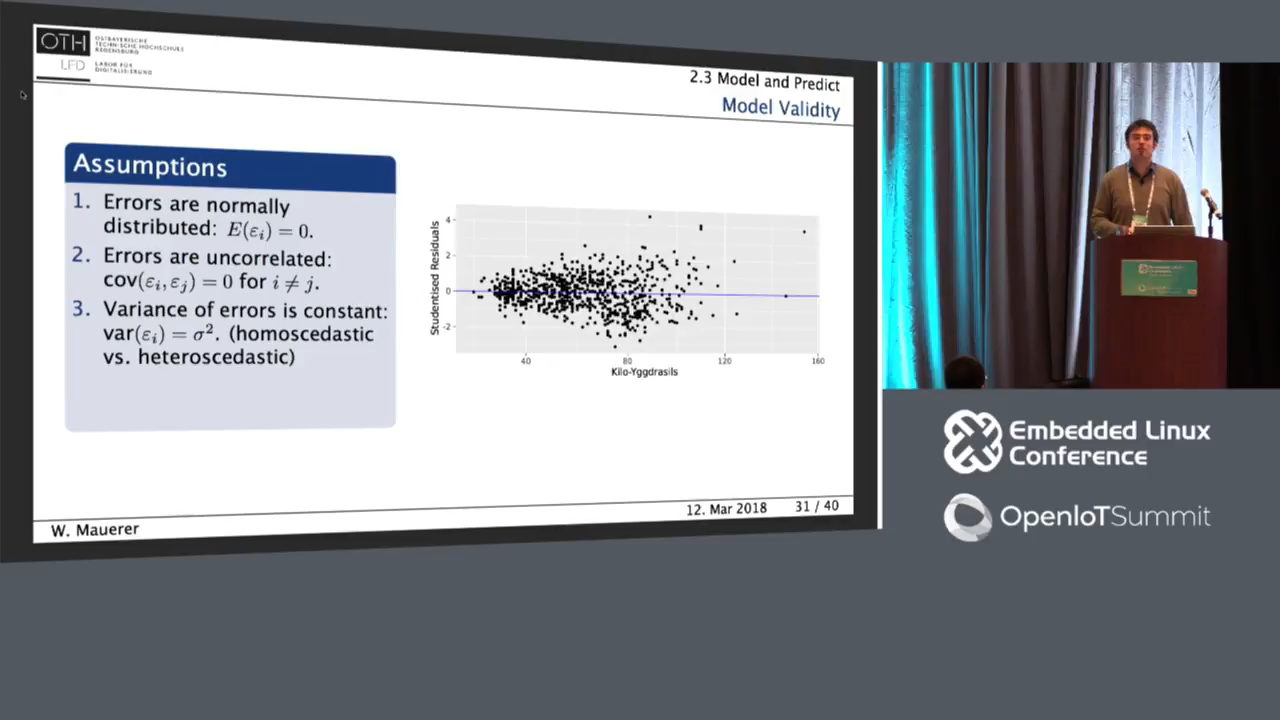 OTH
OSTBAYERISCHE
TECHNISCHE HOCHSCHULE
REGENSBURG
LFD
LABOR FÜR
DIGITALISIERUNG
2.3 Model and Predict
Model Validity
Assumptions
1. Errors are normally
distributed: E(εᵢ) = 0.
2. Errors are uncorrelated:
cov(εᵢ, εⱼ) = 0 for i ≠ j.
3. Variance of errors is constant:
var(εᵢ) = σ². (homoscedastic
vs. heteroscedastic)
Studentised Residuals
4
2
0
-2
40 80 120 160
Kilo-Yggdrasils
W. Mauerer
12. Mar 2018 31 / 40
Embedded Linux
Conference
OpenIoTSummit